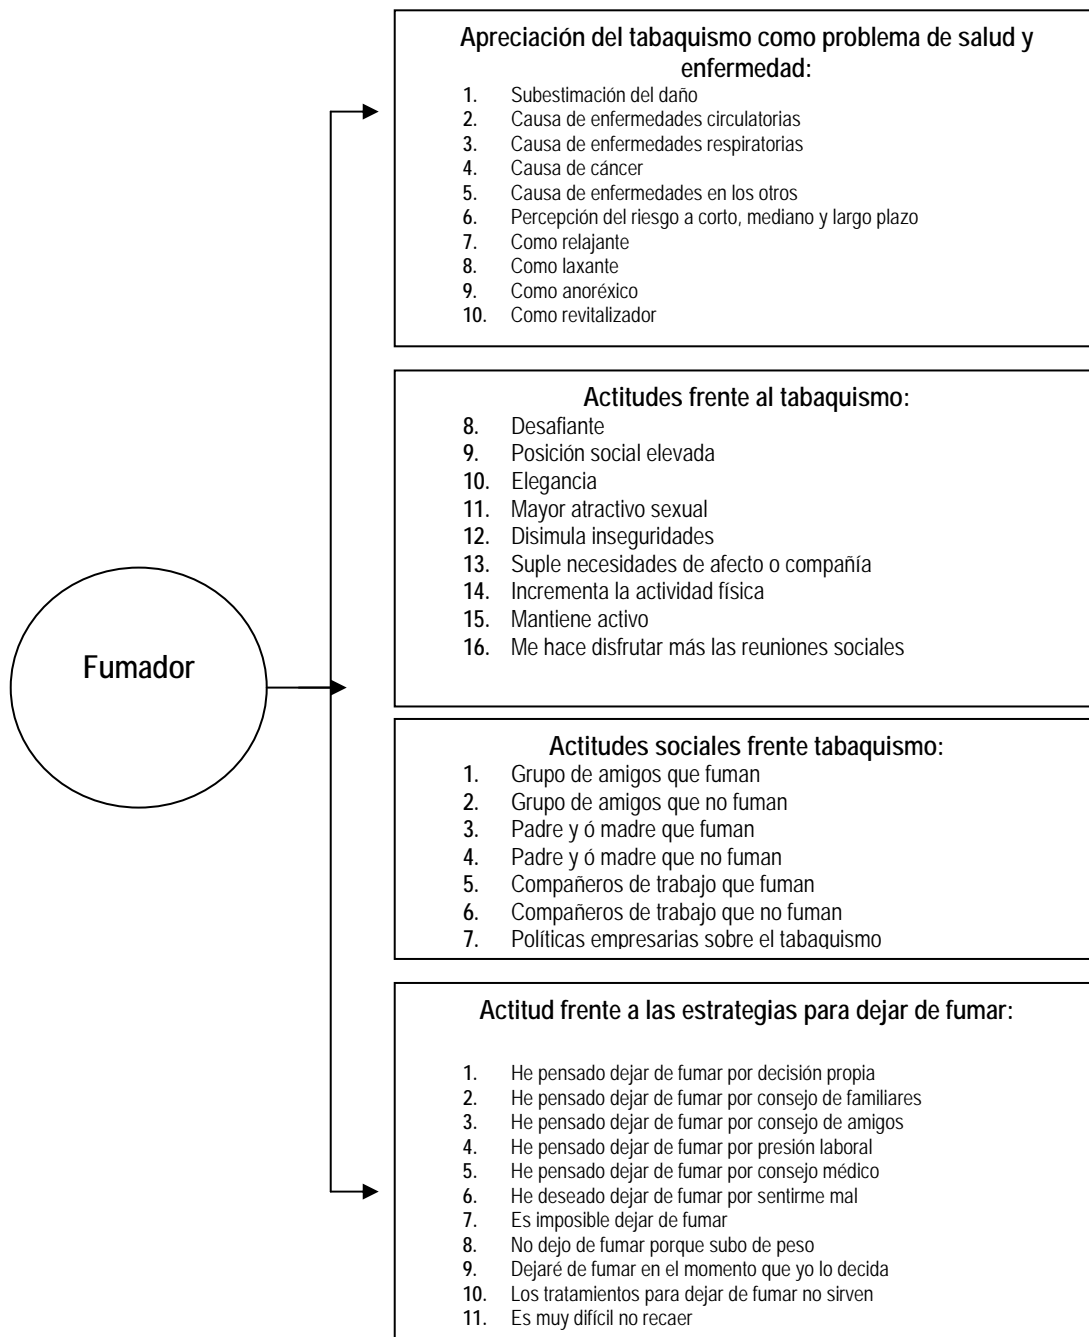 Apreciación del tabaquismo como problema de salud y
enfermedad:
1. Subestimación del daño
2. Causa de enfermedades circulatorias
3. Causa de enfermedades respiratorias
4. Causa de cáncer
5. Causa de enfermedades en los otros
6. Percepción del riesgo a corto, mediano y largo plazo
7. Como relajante
8. Como laxante
9. Como anoréxico
10. Como revitalizador
Actitudes frente al tabaquismo:
8. Desafiante
9. Posición social elevada
10. Elegancia
11. Mayor atractivo sexual
12. Disimula inseguridades
13. Suple necesidades de afecto o compañía
14. Incrementa la actividad física
15. Mantiene activo
16. Me hace disfrutar más las reuniones sociales
Fumador
Actitudes sociales frente tabaquismo:
1. Grupo de amigos que fuman
2. Grupo de amigos que no fuman
3. Padre y ó madre que fuman
4. Padre y ó madre que no fuman
5. Compañeros de trabajo que fuman
6. Compañeros de trabajo que no fuman
7. Políticas empresarias sobre el tabaquismo
Actitud frente a las estrategias para dejar de fumar:
1. He pensado dejar de fumar por decisión propia
2. He pensado dejar de fumar por consejo de familiares
3. He pensado dejar de fumar por consejo de amigos
4. He pensado dejar de fumar por presión laboral
5. He pensado dejar de fumar por consejo médico
6. He deseado dejar de fumar por sentirme mal
7. Es imposible dejar de fumar
8. No dejo de fumar porque subo de peso
9. Dejaré de fumar en el momento que yo lo decida
10. Los tratamientos para dejar de fumar no sirven
11. Es muy difícil no recaer